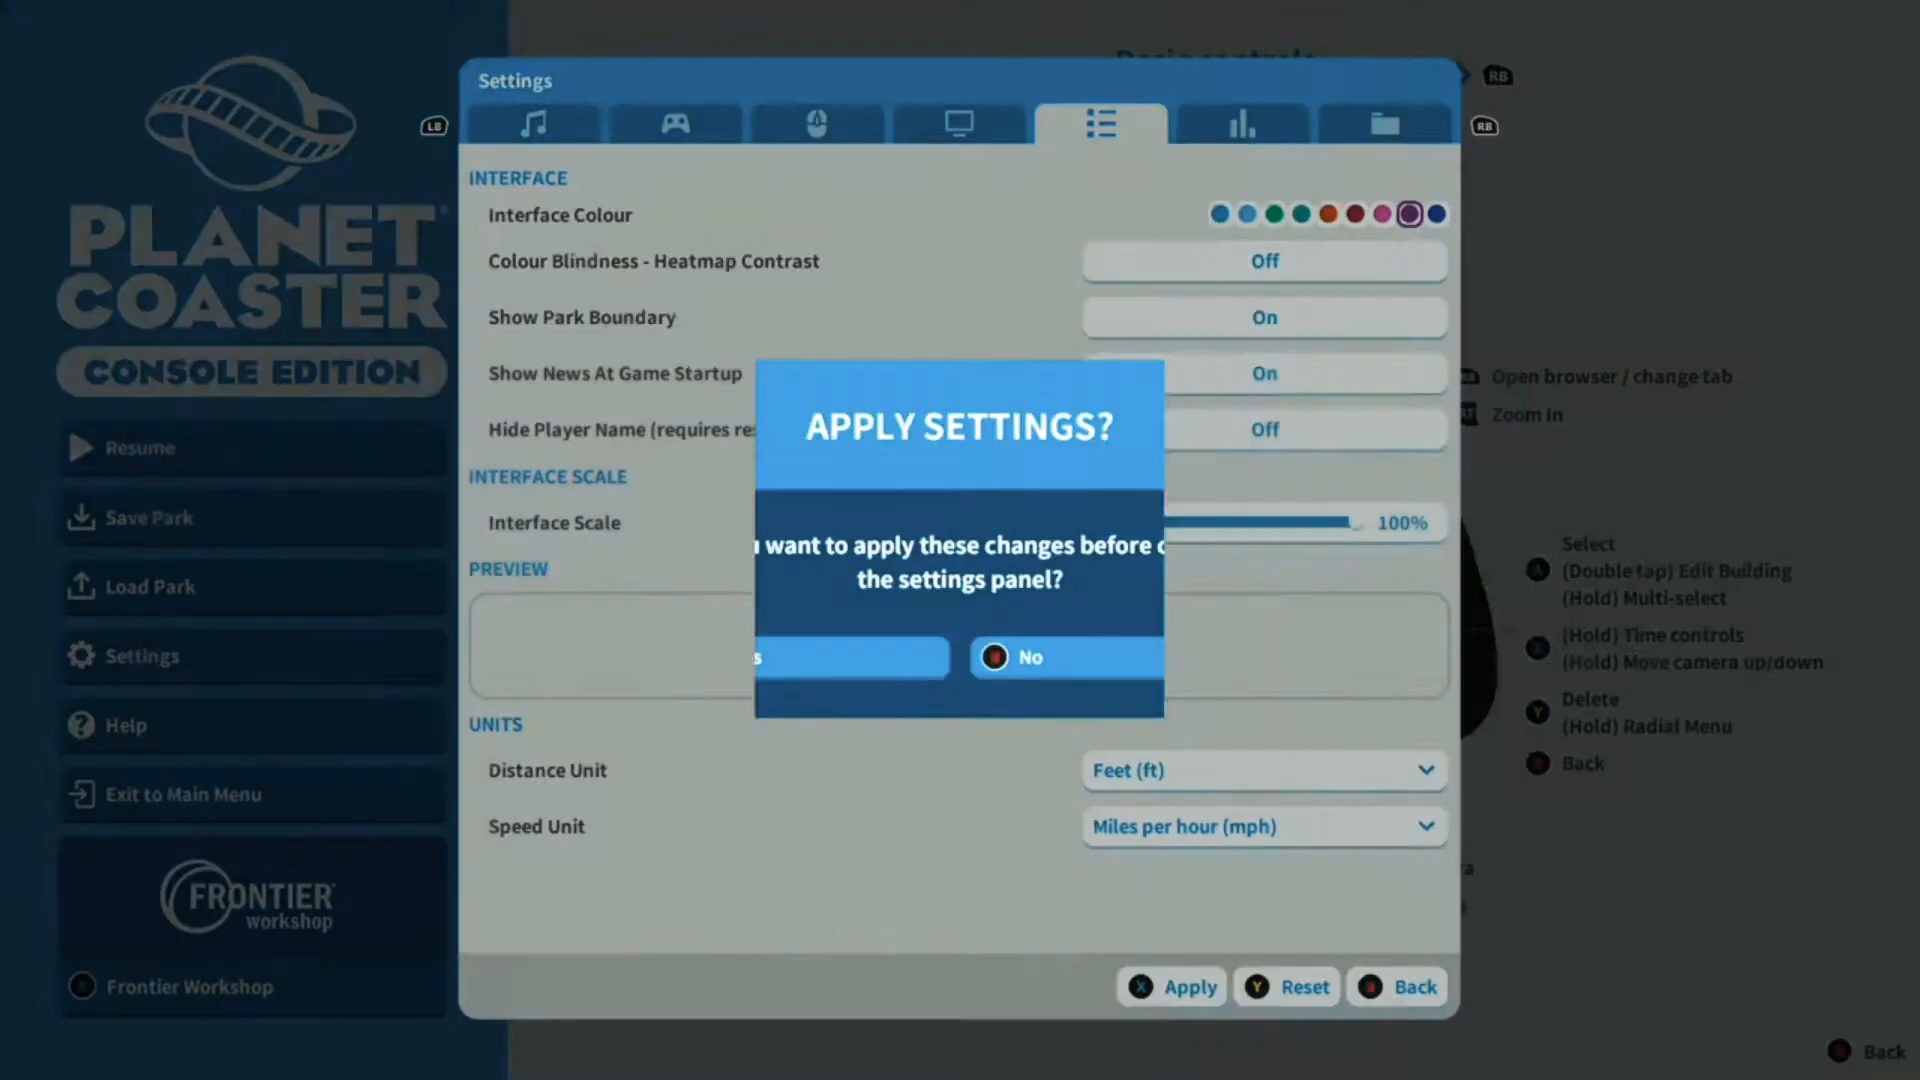 Basic controls
Settings
RB
LB
RB
INTERFACE
Interface Colour
Colour Blindness - Heatmap Contrast
Off
Show Park Boundary
On
Show News At Game Startup
On
Hide Player Name (requires re
Off
INTERFACE SCALE
Interface Scale
100%
PREVIEW
UNITS
Distance Unit
Feet (ft)
Speed Unit
Miles per hour (mph)
X Apply
Y Reset
B Back
APPLY SETTINGS?
want to apply these changes before
the settings panel?
s
B No
PLANET
COASTER
CONSOLE EDITION
Resume
Save Park
Load Park
Settings
Help
Exit to Main Menu
FRONTIER
workshop
Frontier Workshop
Open browser / change tab
Zoom In
Select
(Double tap) Edit Building
(Hold) Multi-select
(Hold) Time controls
(Hold) Move camera up/down
Delete
(Hold) Radial Menu
Back
Back